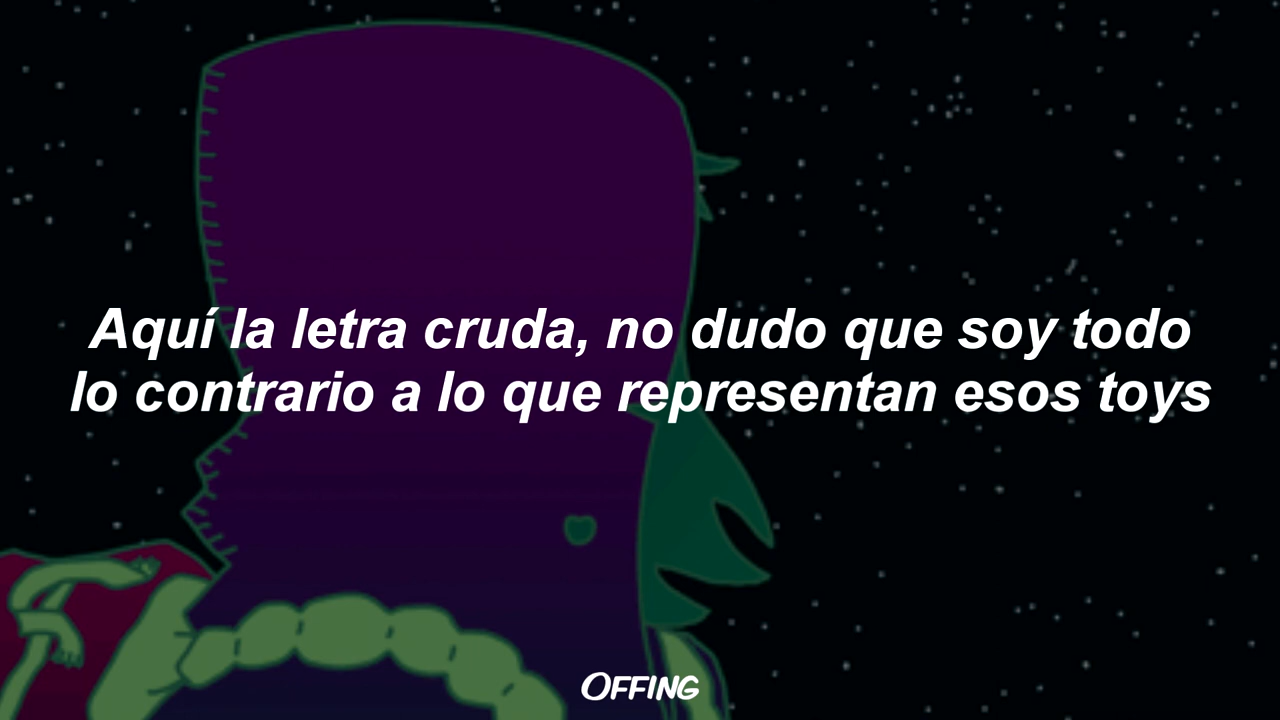 Aquí la letra cruda, no dudo que soy todo
lo contrario a lo que representan esos toys
OFFING